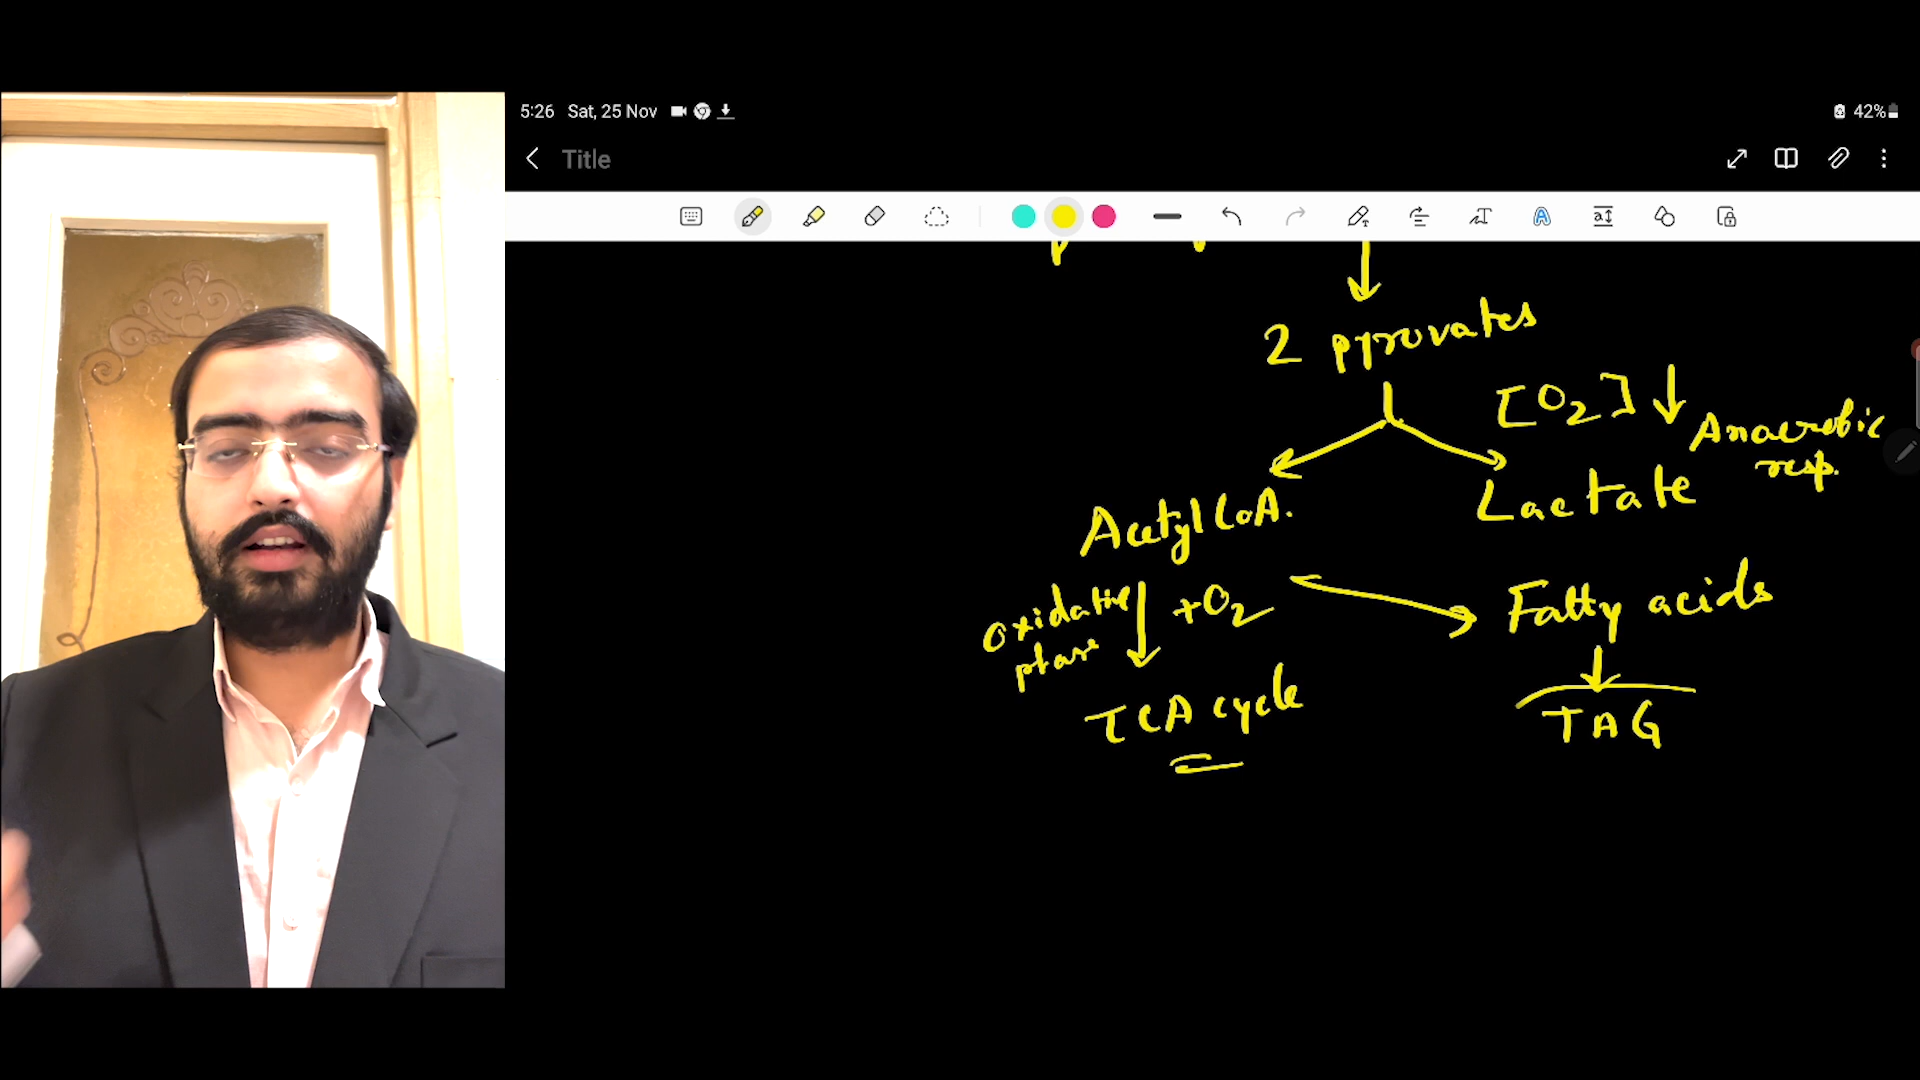 5:26 Sat, 25 Nov
42%
Title
2 pyruvates
[O2] ↓ Anaerobic
resp.
Acetyl CoA.
Lactate
oxidative
phase
+O2
Fatty acids
TCA cycle
TAG